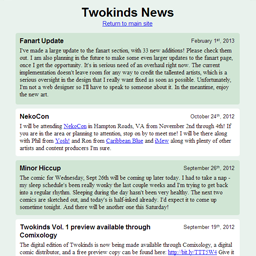 Twokinds News
Return to main site
Fanart Update
February 1st, 2013
I've made a large update to the fanart section, with 33 new additions! Please check them
out. I am also planning in the future to make some even larger updates to the fanart page,
once I get the opportunity. It's in serious need of an overhaul right now. The current
implementation doesn't leave room for any way to credit the talented artists, which is a
serious oversight in the design that I really want fixed as soon as possible. Unfortunately,
I'm not a web designer so I'll have to speak to someone about it. In the meantime, enjoy
the new art.
NekoCon
October 24th, 2012
I will be attending NekoCon in Hampton Roads, VA from November 2nd through 4th! If
you are in the area or planning to attention, stop on by to meet me! I will be there along
with Phil from Yosh! and Ron from Caribbean Blue and iMew along with plenty of other
artists and content producers I'm sure.
Minor Hiccup
September 26th, 2012
The comic for Wednesday, Sept 26th will be coming up later today. I had to take a nap -
my sleep schedule's been really wonky the last couple weeks and I'm trying to get back
into a regular rhythm. Sleeping during the day hasn't been very healthy. The next two
comics are sketched out, and today's is half-inked already. I'd expect it to come up
sometime tonight. And there will be another one this Saturday!
Twokinds Vol. 1 preview available through
Comixology
September 19th, 2012
The digital edition of Twokinds is now being made available through Comixology, a digital
comic distributor, and a free preview copy can be found here: http://bit.ly/TTT5W4 Give it